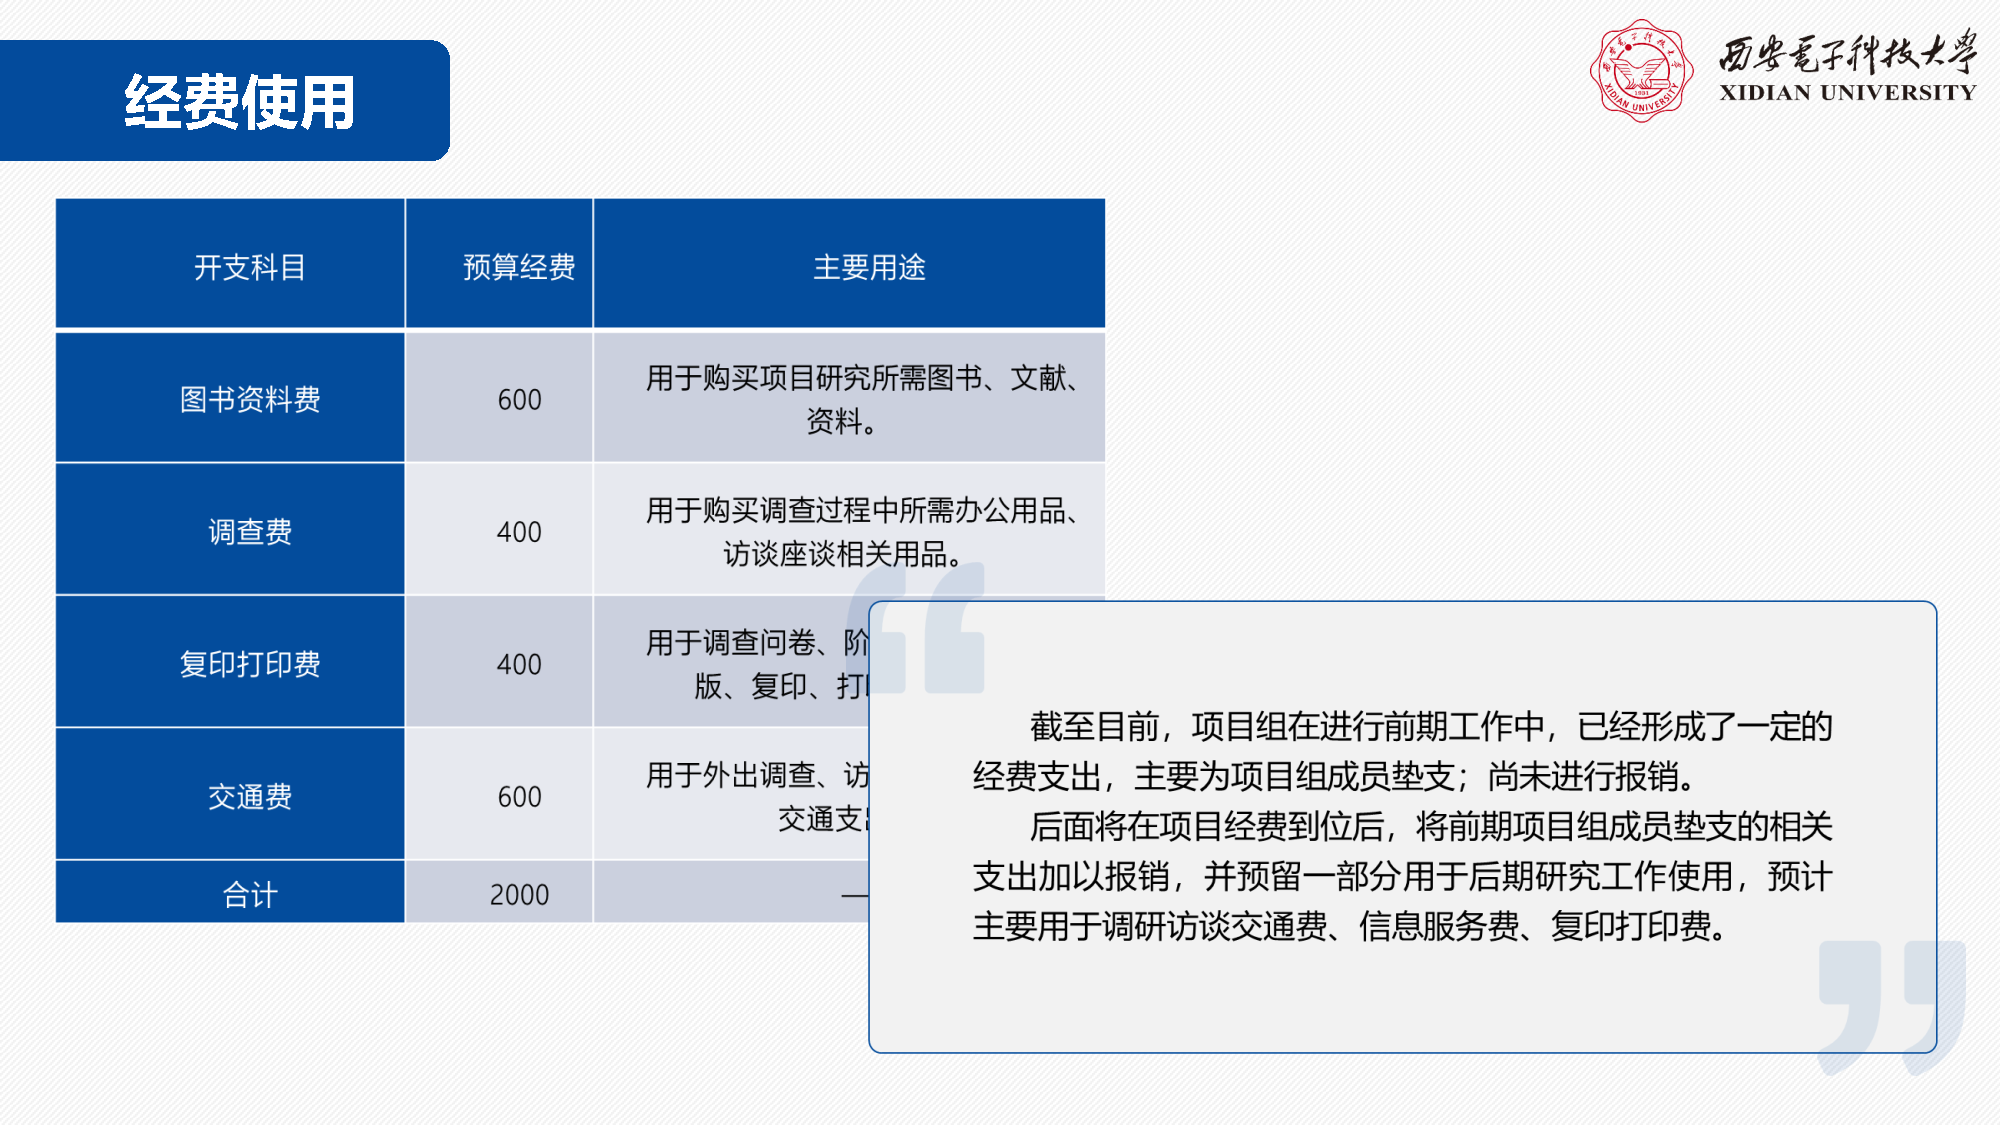 经费使用
西安电子科技大学
XIDIAN UNIVERSITY
开支科目 预算经费 主要用途
图书资料费 600 用于购买项目研究所需图书、文献、
资料。
调查费 400 用于购买调查过程中所需办公用品、
访谈座谈相关用品。
复印打印费 400 用于调查问卷、阶
版、复印、打
交通费 600 用于外出调查、访
交通支
合计 2000 —
截至目前，项目组在进行前期工作中，已经形成了一定的
经费支出，主要为项目组成员垫支；尚未进行报销。
后面将在项目经费到位后，将前期项目组成员垫支的相关
支出加以报销，并预留一部分用于后期研究工作使用，预计
主要用于调研访谈交通费、信息服务费、复印打印费。